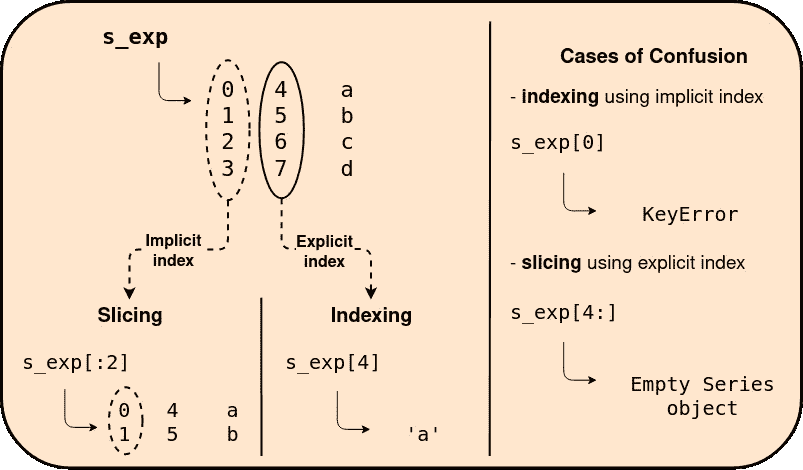 s_exp
0 4 a
1 5 b
2 6 c
3 7 d
Implicit
index
Explicit
index
Slicing
s_exp[:2]
0 4 a
1 5 b
Indexing
s_exp[4]
'a'
Cases of Confusion
- indexing using implicit index
s_exp[0]
KeyError
- slicing using explicit index
s_exp[4:]
Empty Series
object